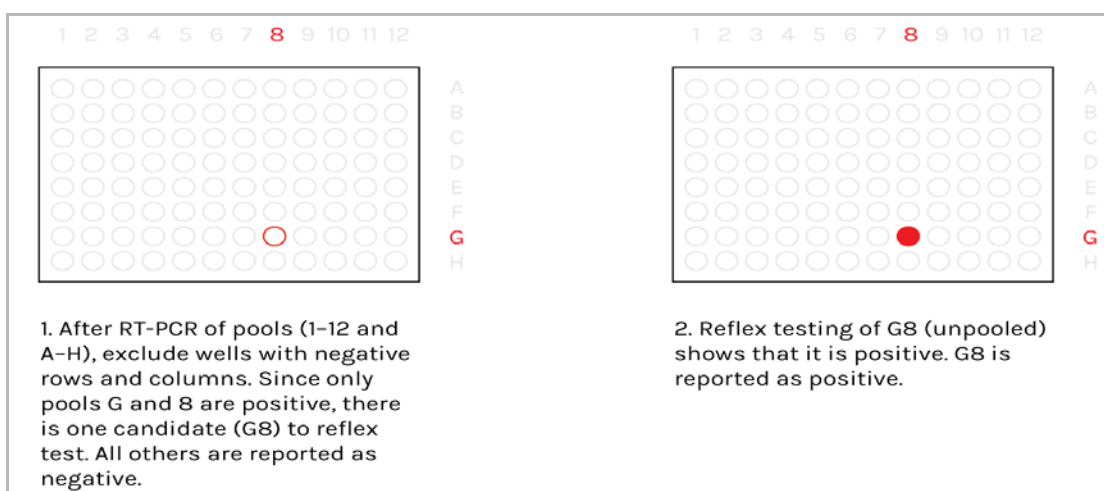 1 2 3 4 5 6 7 8 9 10 11 12
A
B
C
D
E
F
G
H
1. After RT-PCR of pools (1–12 and
A–H), exclude wells with negative
rows and columns. Since only
pools G and 8 are positive, there
is one candidate (G8) to reflex
test. All others are reported as
negative.
1 2 3 4 5 6 7 8 9 10 11 12
A
B
C
D
E
F
G
H
2. Reflex testing of G8 (unpooled)
shows that it is positive. G8 is
reported as positive.